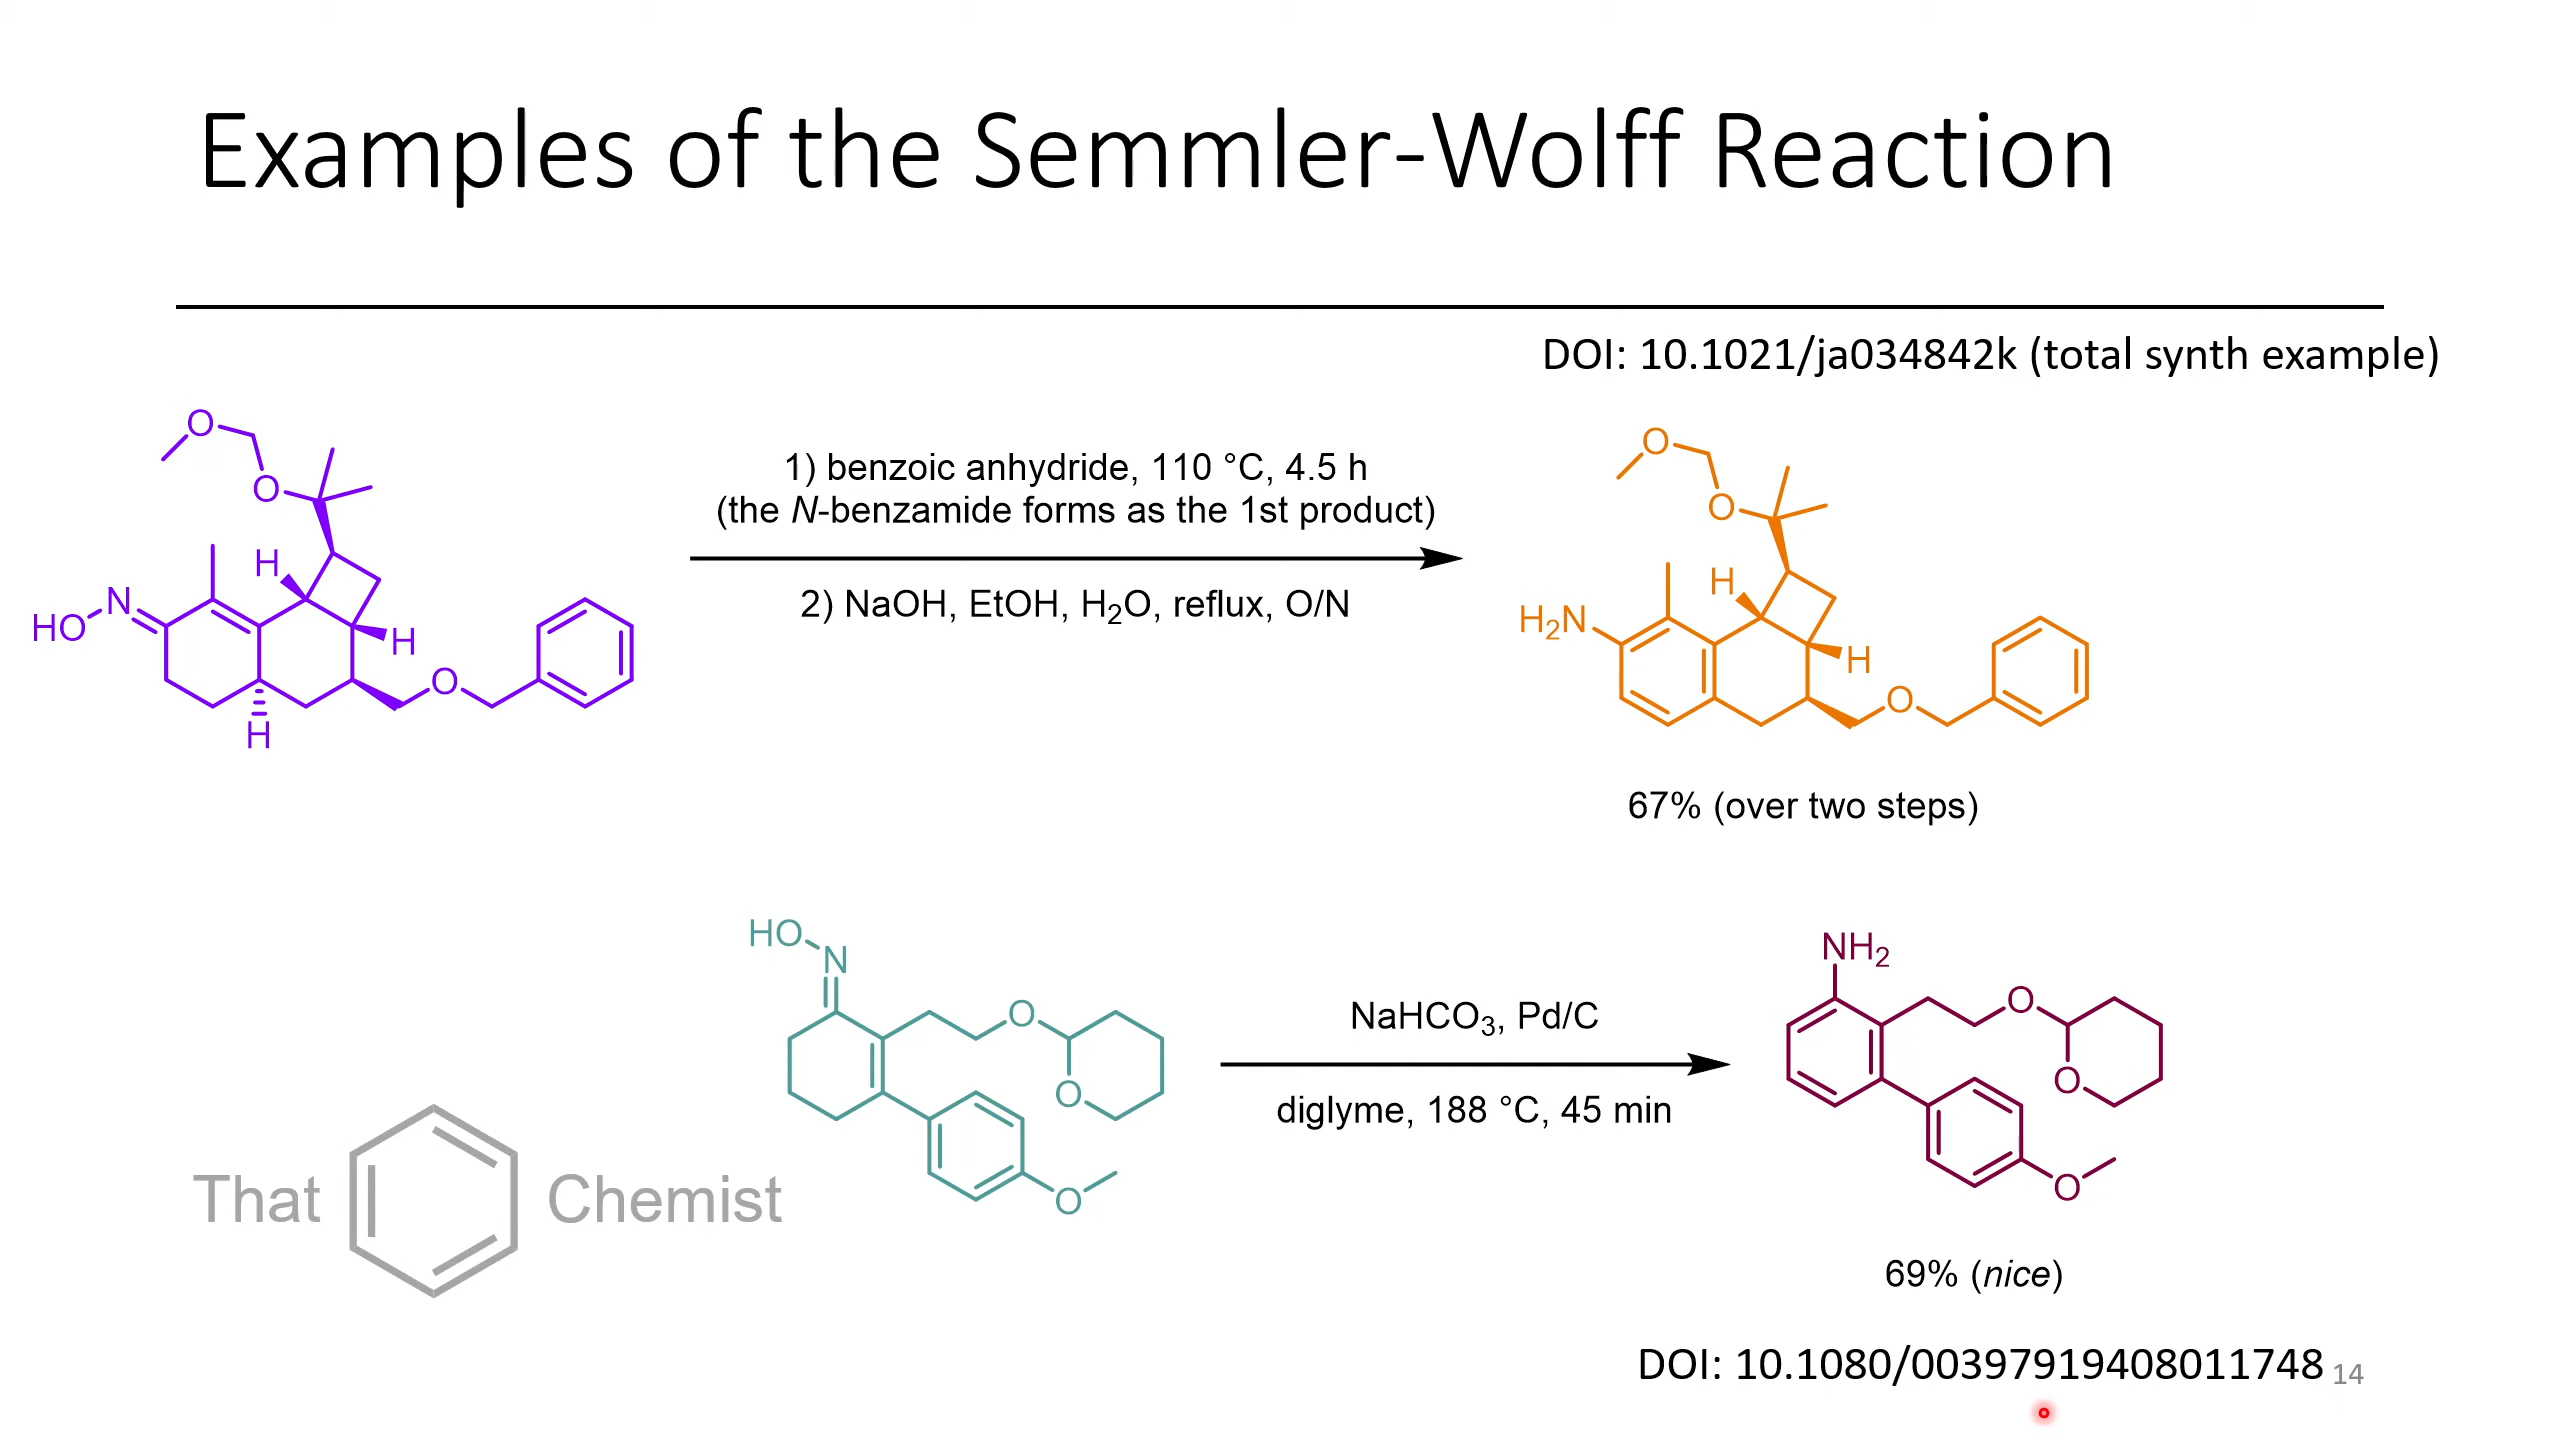 Examples of the Semmler-Wolff Reaction
DOI: 10.1021/ja034842k (total synth example)
O
O
H
N
HO
H
O
H
1) benzoic anhydride, 110 °C, 4.5 h
(the N-benzamide forms as the 1st product)
2) NaOH, EtOH, H₂O, reflux, O/N
O
O
H
H₂N
H
O
67% (over two steps)
HO
N
O
O
O
NaHCO₃, Pd/C
diglyme, 188 °C, 45 min
NH₂
O
O
O
69% (nice)
That Chemist
DOI: 10.1080/00397919408011748
14